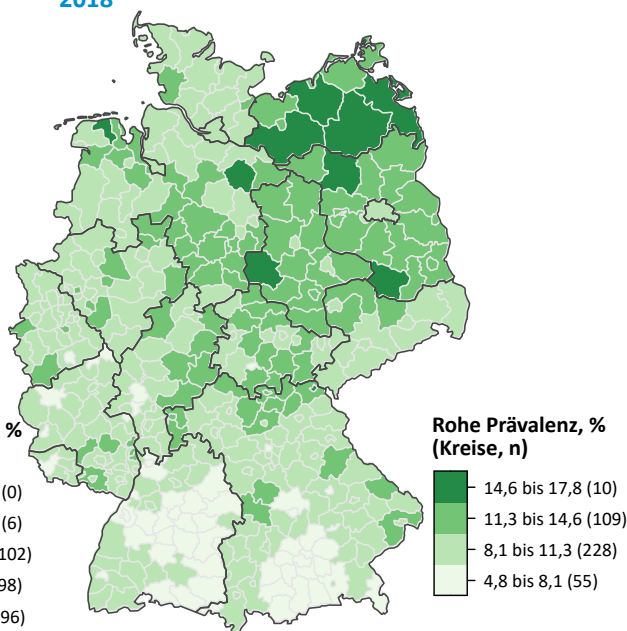 2018
%
(0)
(6)
102)
98)
96)
Rohe Prävalenz, %
(Kreise, n)
14,6 bis 17,8 (10)
11,3 bis 14,6 (109)
8,1 bis 11,3 (228)
4,8 bis 8,1 (55)